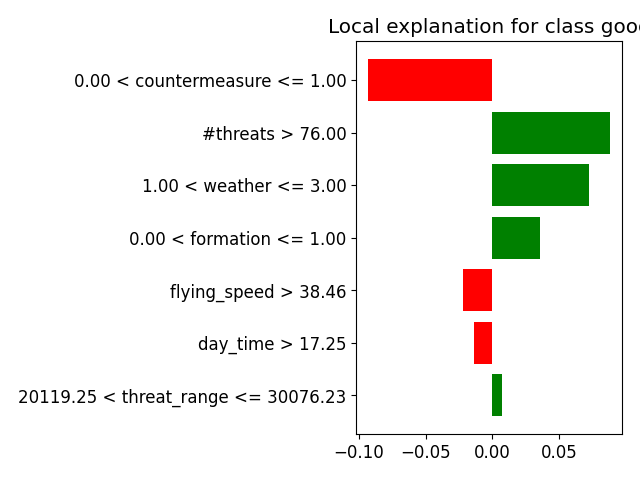 Local explanation for class goo
0.00 < countermeasure <= 1.00
#threats > 76.00
1.00 < weather <= 3.00
0.00 < formation <= 1.00
flying_speed > 38.46
day_time > 17.25
20119.25 < threat_range <= 30076.23
−0.10 −0.05 0.00 0.05